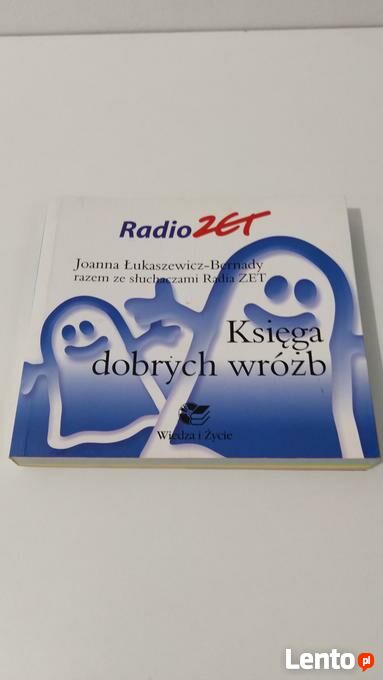 Radio ZET
Joanna Łukaszewicz-Bernady
razem ze słuchaczami Radia ZET
Księga
dobrych wróżb
Wiedza i Życie
Lento.pl